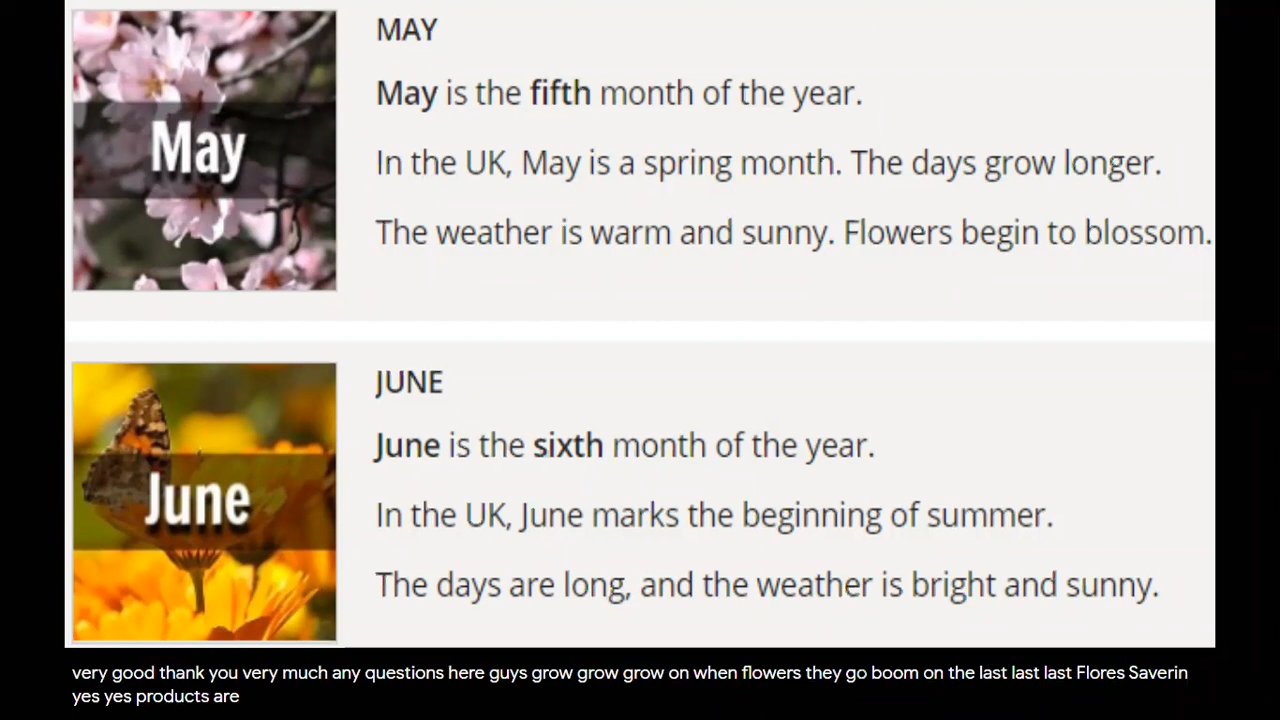 MAY
May is the fifth month of the year.
May
In the UK, May is a spring month. The days grow longer.
The weather is warm and sunny. Flowers begin to blossom.
JUNE
June is the sixth month of the year.
June
In the UK, June marks the beginning of summer.
The days are long, and the weather is bright and sunny.
very good thank you very much any questions here guys grow grow grow on when flowers they go boom on the last last last Flores Saverin
yes yes products are